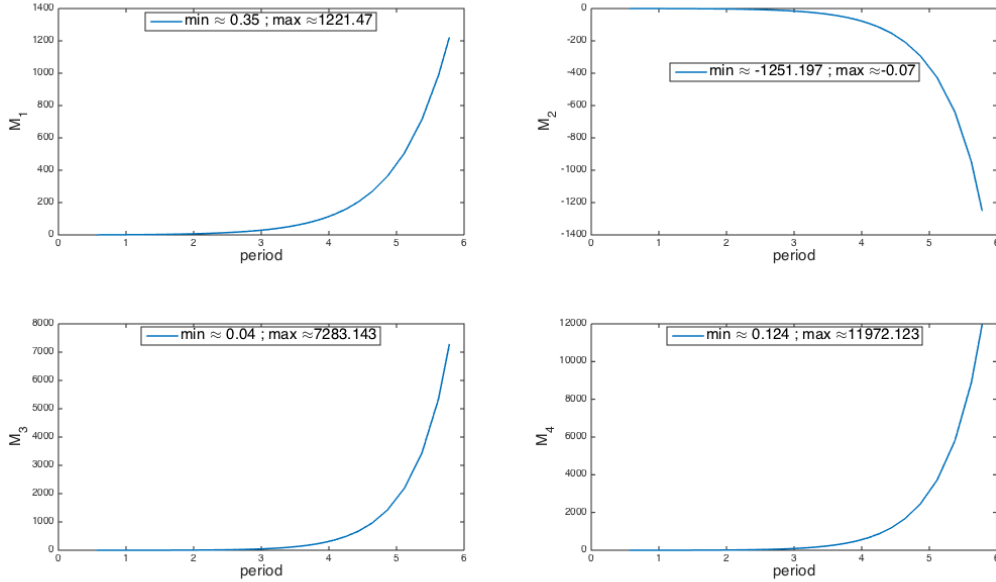 1400
1200
1000
800
600
400
200
0
M₁
min ≈ 0.35 ; max ≈1221.47
0 1 2 3 4 5 6
period
0
-200
-400
-600
-800
-1000
-1200
-1400
M₂
min ≈ -1251.197 ; max ≈-0.07
0 1 2 3 4 5 6
period
8000
7000
6000
5000
4000
3000
2000
1000
0
M₃
min ≈ 0.04 ; max ≈7283.143
0 1 2 3 4 5 6
period
12000
10000
8000
6000
4000
2000
0
M₄
min ≈ 0.124 ; max ≈11972.123
0 1 2 3 4 5 6
period